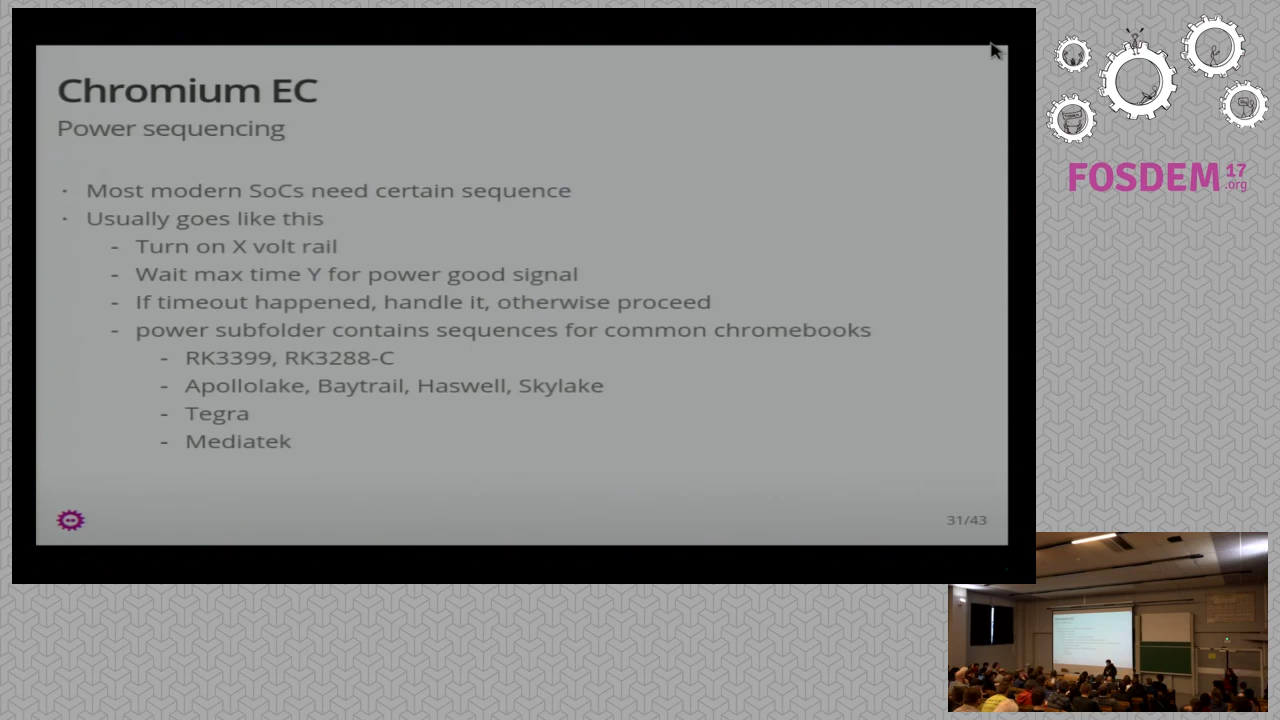 Chromium EC
Power sequencing
· Most modern SoCs need certain sequence
· Usually goes like this
- Turn on X volt rail
- Wait max time Y for power good signal
- If timeout happened, handle it, otherwise proceed
- power subfolder contains sequences for common chromebooks
- RK3399, RK3288-C
- Apollolake, Baytrail, Haswell, Skylake
- Tegra
- Mediatek
31/43
FOSDEM 17
.org